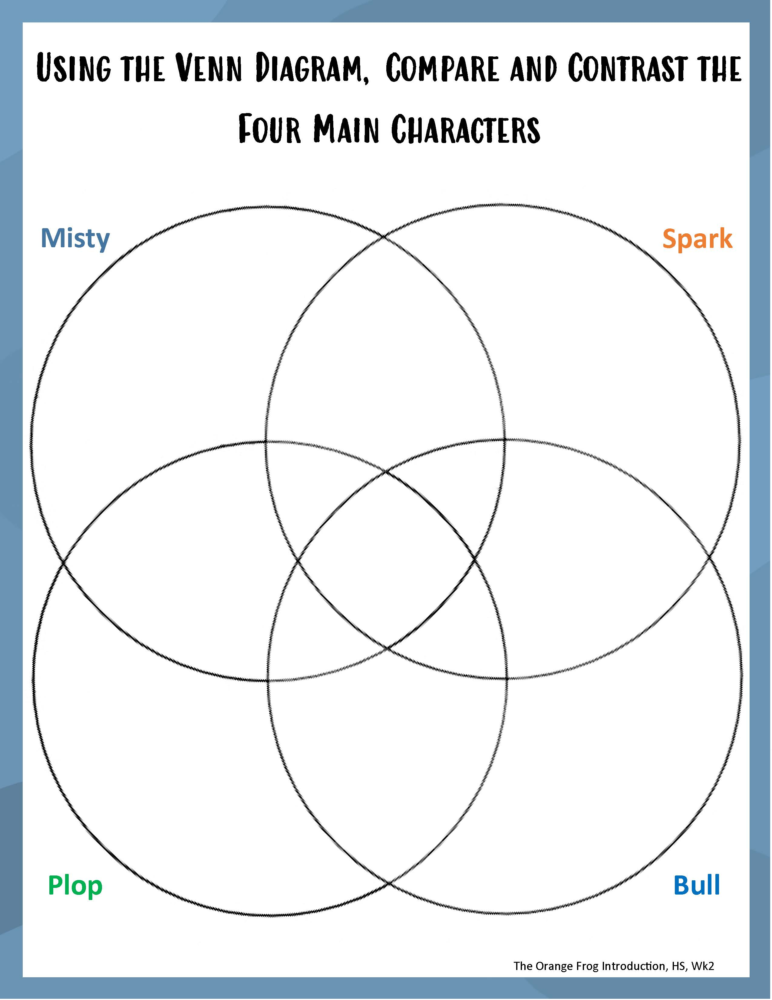 Using the Venn Diagram, Compare and Contrast the
Four Main Characters
Misty
Spark
Plop
Bull
The Orange Frog Introduction, HS, Wk2